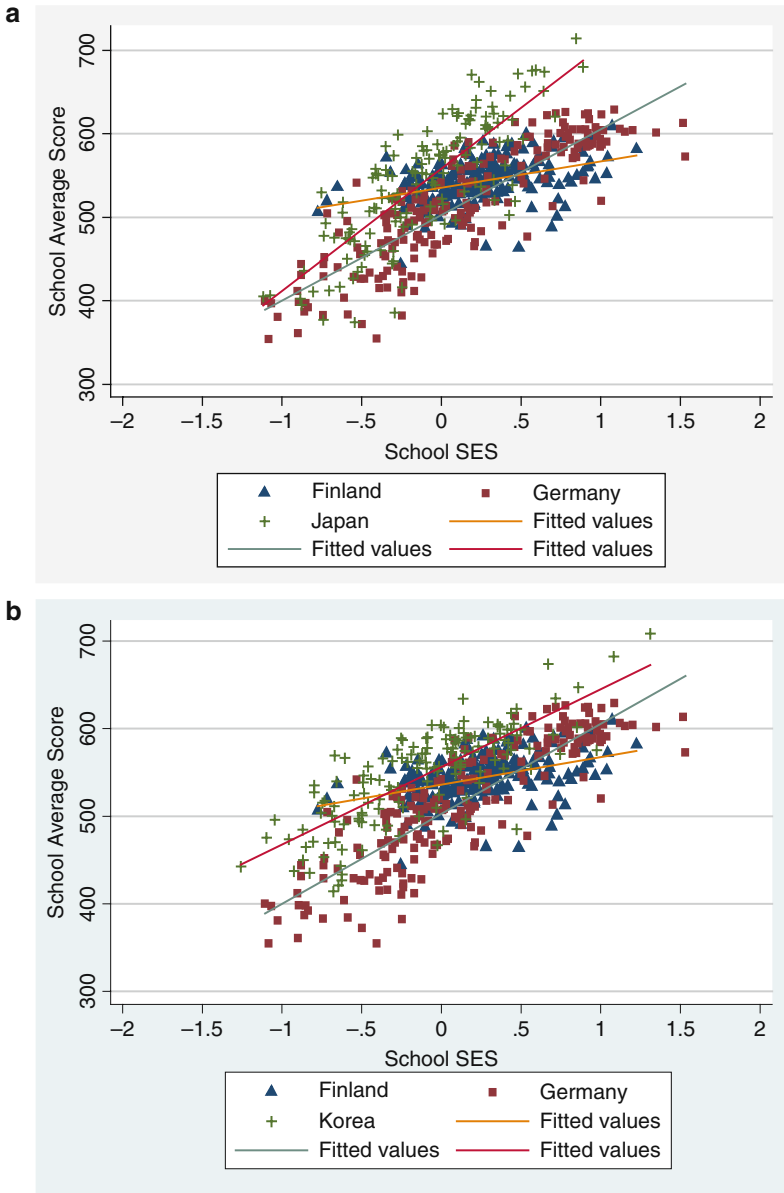 a
700
600
500
400
300
School Average Score
−2 −1.5 −1 −.5 0 .5 1 1.5 2
School SES
Finland Germany
Japan Fitted values
Fitted values Fitted values
b
700
600
500
400
300
School Average Score
−2 −1.5 −1 −.5 0 .5 1 1.5 2
School SES
Finland Germany
Korea Fitted values
Fitted values Fitted values